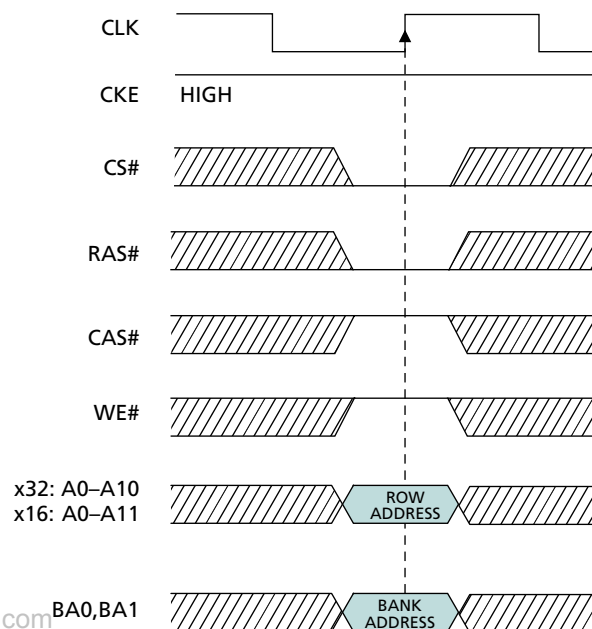 CLK
CKE HIGH
CS#
RAS#
CAS#
WE#
x32: A0–A10
x16: A0–A11
ROW
ADDRESS
com
BA0,BA1
BANK
ADDRESS